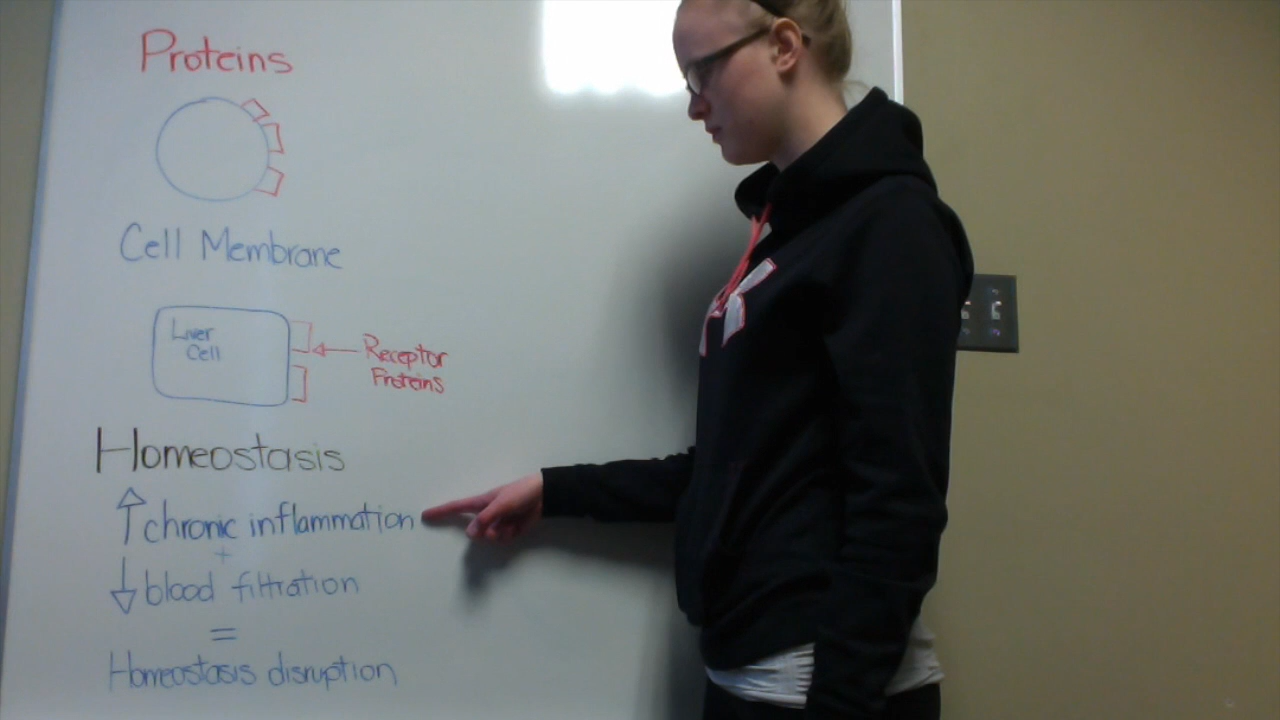 Proteins
Cell Membrane
Liver
Cell
Receptor
Proteins
Homeostasis
↑ chronic inflammation
+
↓ blood filtration
=
Homeostasis disruption